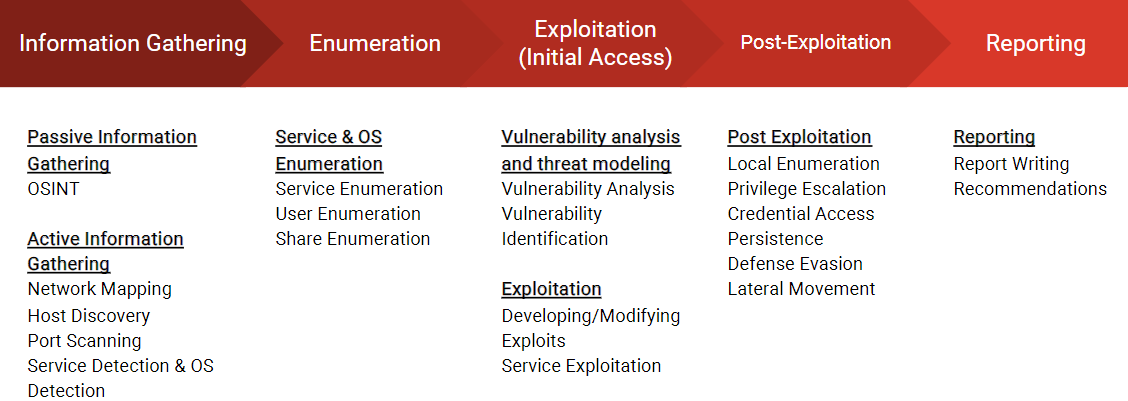 Information Gathering
Enumeration
Exploitation
(Initial Access)
Post-Exploitation
Reporting
Passive Information
Gathering
OSINT
Active Information
Gathering
Network Mapping
Host Discovery
Port Scanning
Service Detection & OS
Detection
Service & OS
Enumeration
Service Enumeration
User Enumeration
Share Enumeration
Vulnerability analysis
and threat modeling
Vulnerability Analysis
Vulnerability
Identification
Exploitation
Developing/Modifying
Exploits
Service Exploitation
Post Exploitation
Local Enumeration
Privilege Escalation
Credential Access
Persistence
Defense Evasion
Lateral Movement
Reporting
Report Writing
Recommendations